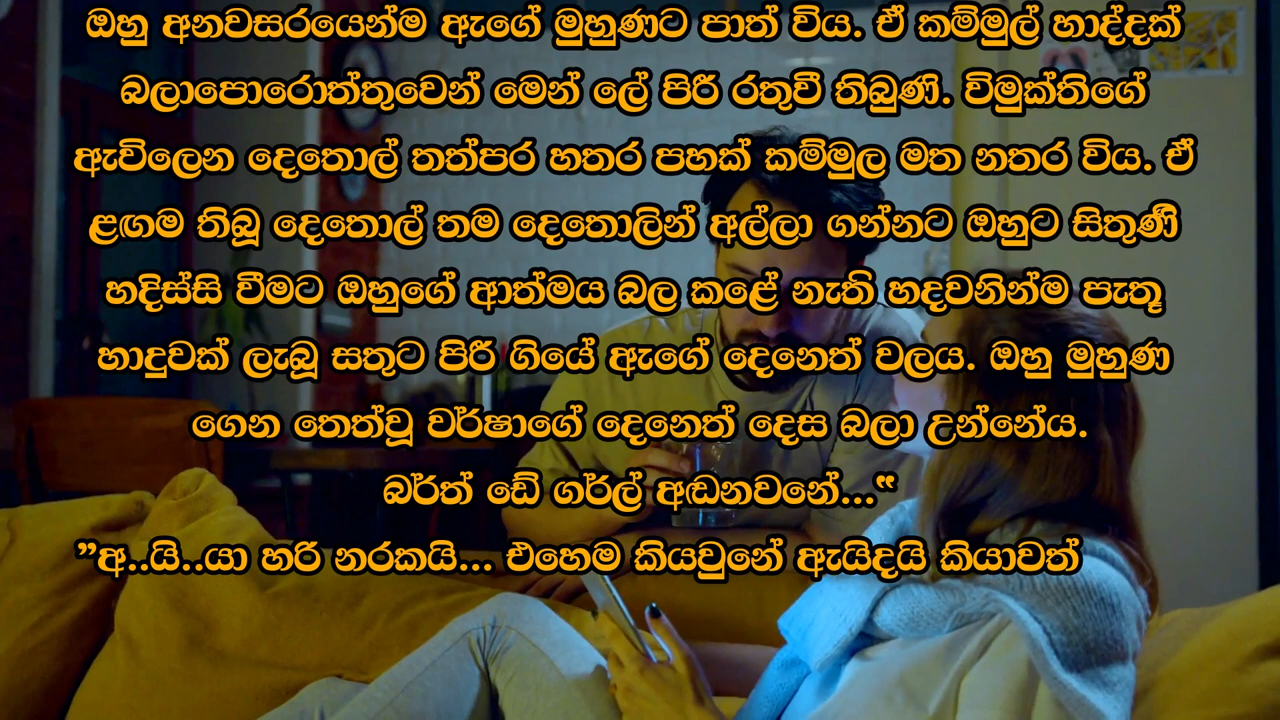 ඔහු අනවසරයෙන්ම ඇගේ මුහුණට පාත් විය. ඒ කම්මුල් හාද්දක්
බලාපොරොත්තුවෙන් මෙන් ලේ පිරී රතුවී තිබුණි. විමුක්තිගේ
ඇවිලෙන දෙතොල් තත්පර හතර පහක් කම්මුල මත නතර විය. ඒ
ළඟම තිබූ දෙතොල් තම දෙතොලින් අල්ලා ගන්නට ඔහුට සිතුණි
හදිස්සි වීමට ඔහුගේ ආත්මය බල කළේ නැති හදවනින්ම පැතූ
හාදුවක් ලැබූ සතුට පිරී ගියේ ඇගේ දෙනෙත් වලය. ඔහු මුහුණ
ගෙන තෙත්වූ වර්ෂාගේ දෙනෙත් දෙස බලා උන්නේය.
බර්ත් ඩේ ගර්ල් අඬනවනේ...“
”අ..යි..යා හරි නරකයි... එහෙම කියවුනේ ඇයිදයි කියාවත්